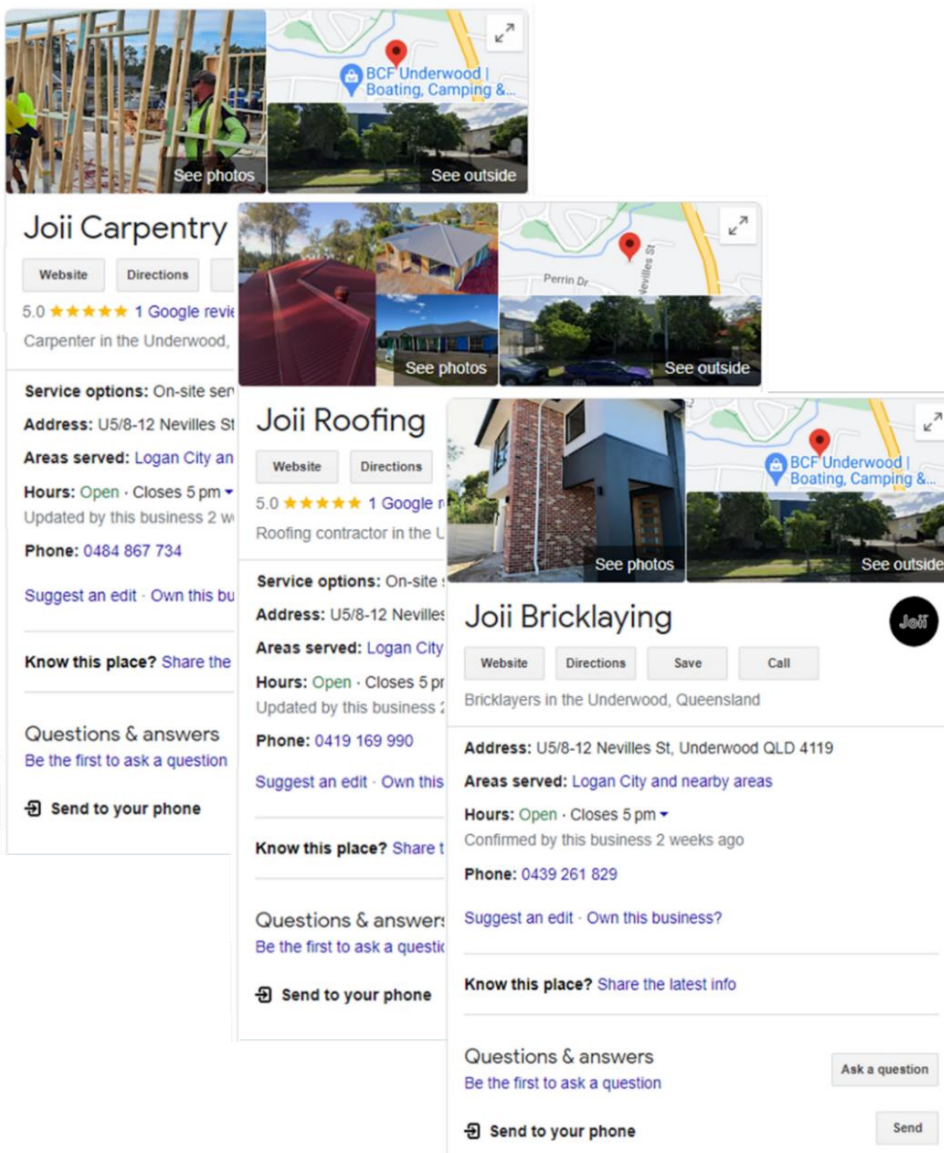 BCF Underwood |
Boating, Camping &...
See photos
See outside
Joii Carpentry
Website
Directions
5.0 ★★★★★ 1 Google revie
Carpenter in the Underwood,
Service options: On-site ser
Address: U5/8-12 Nevilles St
Areas served: Logan City an
Hours: Open · Closes 5 pm
Updated by this business 2 w
Phone: 0484 867 734
Suggest an edit · Own this bu
Know this place? Share the
Questions & answers
Be the first to ask a question
Send to your phone
Perrin Dr
Nevilles St
See photos
See outside
Joii Roofing
Website
Directions
5.0 ★★★★★ 1 Google r
Roofing contractor in the U
Service options: On-site s
Address: U5/8-12 Nevilles
Areas served: Logan City
Hours: Open · Closes 5 pr
Updated by this business 2
Phone: 0419 169 990
Suggest an edit · Own this
Know this place? Share t
Questions & answers
Be the first to ask a questio
Send to your phone
BCF Underwood |
Boating, Camping &...
See photos
See outside
Joii Bricklaying
Joii
Website
Directions
Save
Call
Bricklayers in the Underwood, Queensland
Address: U5/8-12 Nevilles St, Underwood QLD 4119
Areas served: Logan City and nearby areas
Hours: Open · Closes 5 pm
Confirmed by this business 2 weeks ago
Phone: 0439 261 829
Suggest an edit · Own this business?
Know this place? Share the latest info
Questions & answers
Be the first to ask a question
Ask a question
Send to your phone
Send